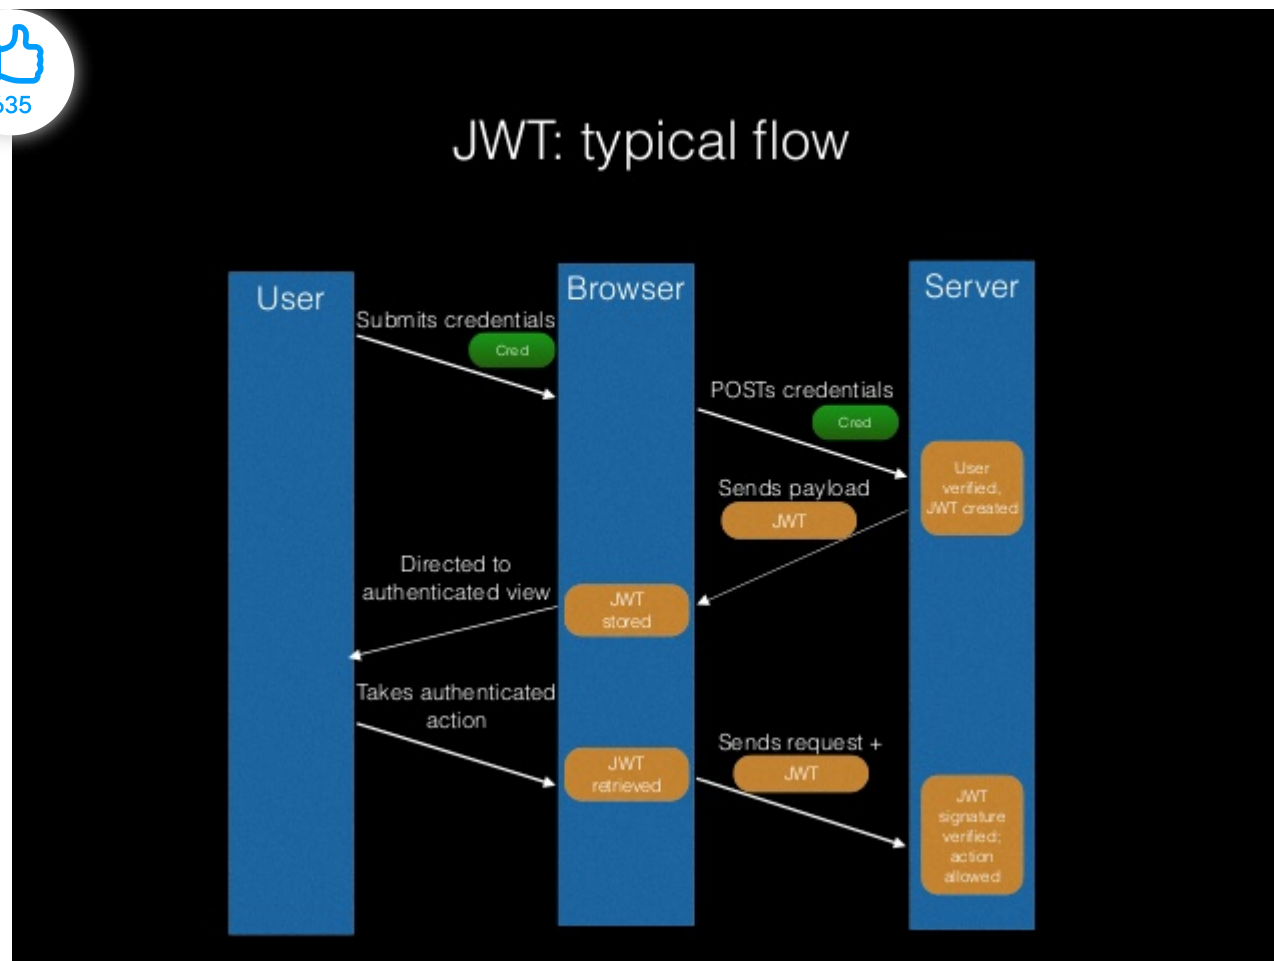 JWT: typical flow
User
Browser
Server
Submits credentials
Cred
POSTs credentials
Cred
User
verified,
JWT created
Sends payload
JWT
Directed to
authenticated view
JWT
stored
Takes authenticated
action
JWT
retrieved
Sends request +
JWT
JWT
signature
verified;
action
allowed